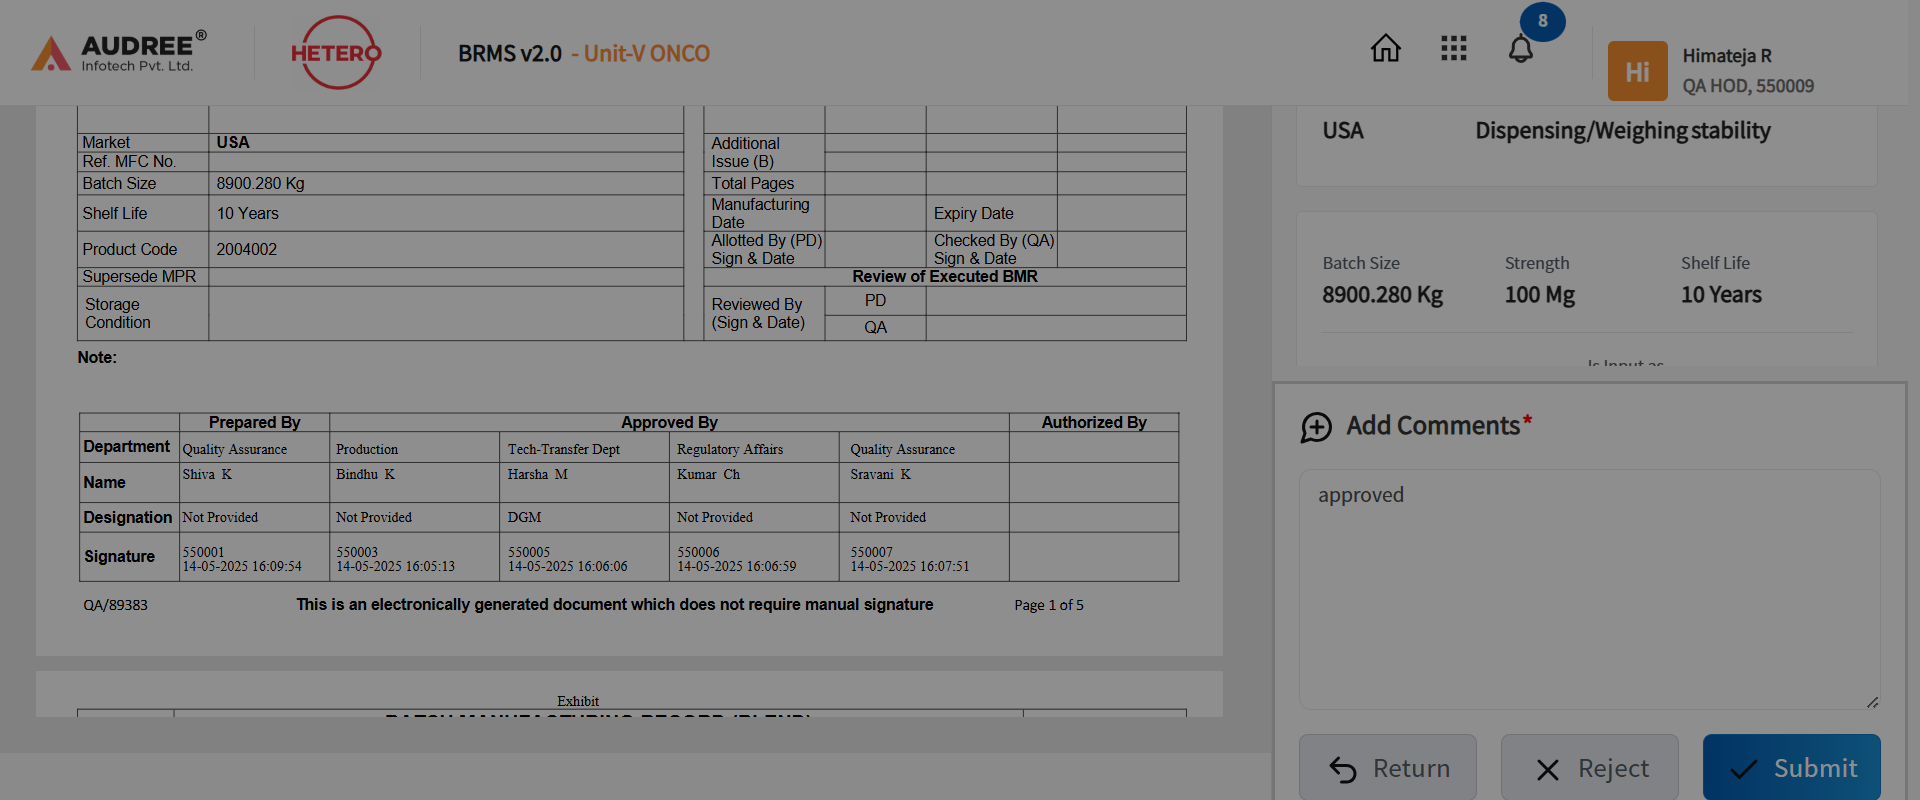 AUDREE®
Infotech Pvt. Ltd.
HETERO
BRMS v2.0 - Unit-V ONCO
8
Hi
Himateja R
QA HOD, 550009
Market USA
Ref. MFC No.
Batch Size 8900.280 Kg
Shelf Life 10 Years
Product Code 2004002
Supersede MPR
Storage
Condition
Additional
Issue (B)
Total Pages
Manufacturing
Date
Expiry Date
Allotted By (PD)
Sign & Date
Checked By (QA)
Sign & Date
Review of Executed BMR
Reviewed By
(Sign & Date)
PD
QA
Note:
Prepared By Approved By Authorized By
Department Quality Assurance Production Tech-Transfer Dept Regulatory Affairs Quality Assurance
Name Shiva K Bindhu K Harsha M Kumar Ch Sravani K
Designation Not Provided Not Provided DGM Not Provided Not Provided
Signature
550001 550003 550005 550006 550007
14-05-2025 16:09:54 14-05-2025 16:05:13 14-05-2025 16:06:06 14-05-2025 16:06:59 14-05-2025 16:07:51
QA/89383 This is an electronically generated document which does not require manual signature Page 1 of 5
Exhibit
BATCH MANUFACTURING RECORD (BLEND)
USA Dispensing/Weighing stability
Batch Size Strength Shelf Life
8900.280 Kg 100 Mg 10 Years
Is Input as
Add Comments*
approved
Return
Reject
Submit